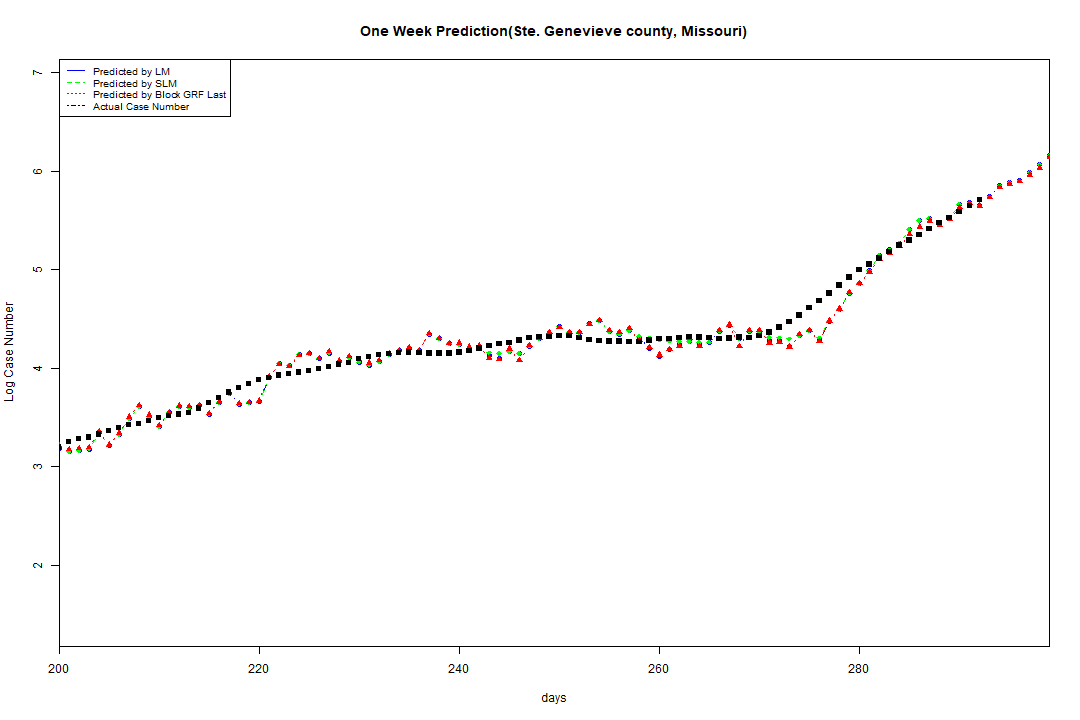 One Week Prediction(Ste. Genevieve county, Missouri)
Predicted by LM
Predicted by SLM
Predicted by Block GRF Last
Actual Case Number
7
6
5
4
3
2
Log Case Number
200 220 240 260 280
days